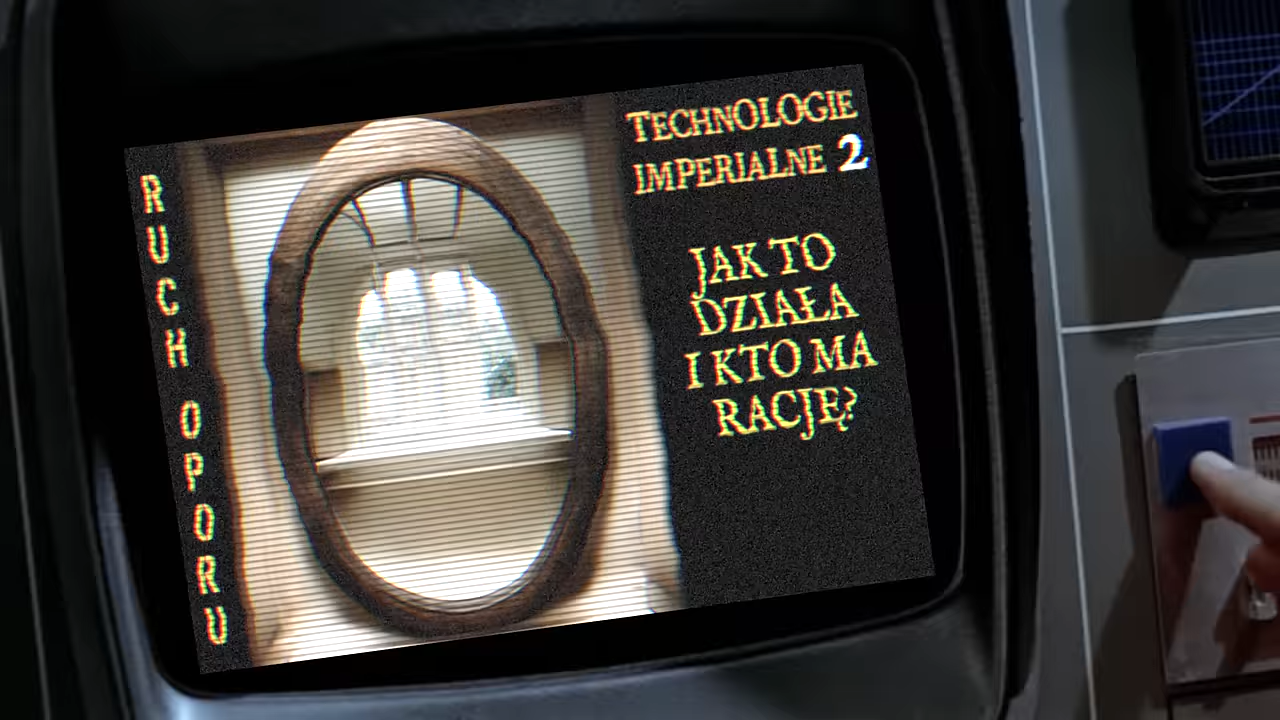 RUCH OPORU
TECHNOLOGIE
IMPERIALNE 2
JAK TO
DZIAŁA
I KTO MA
RACJĘ?